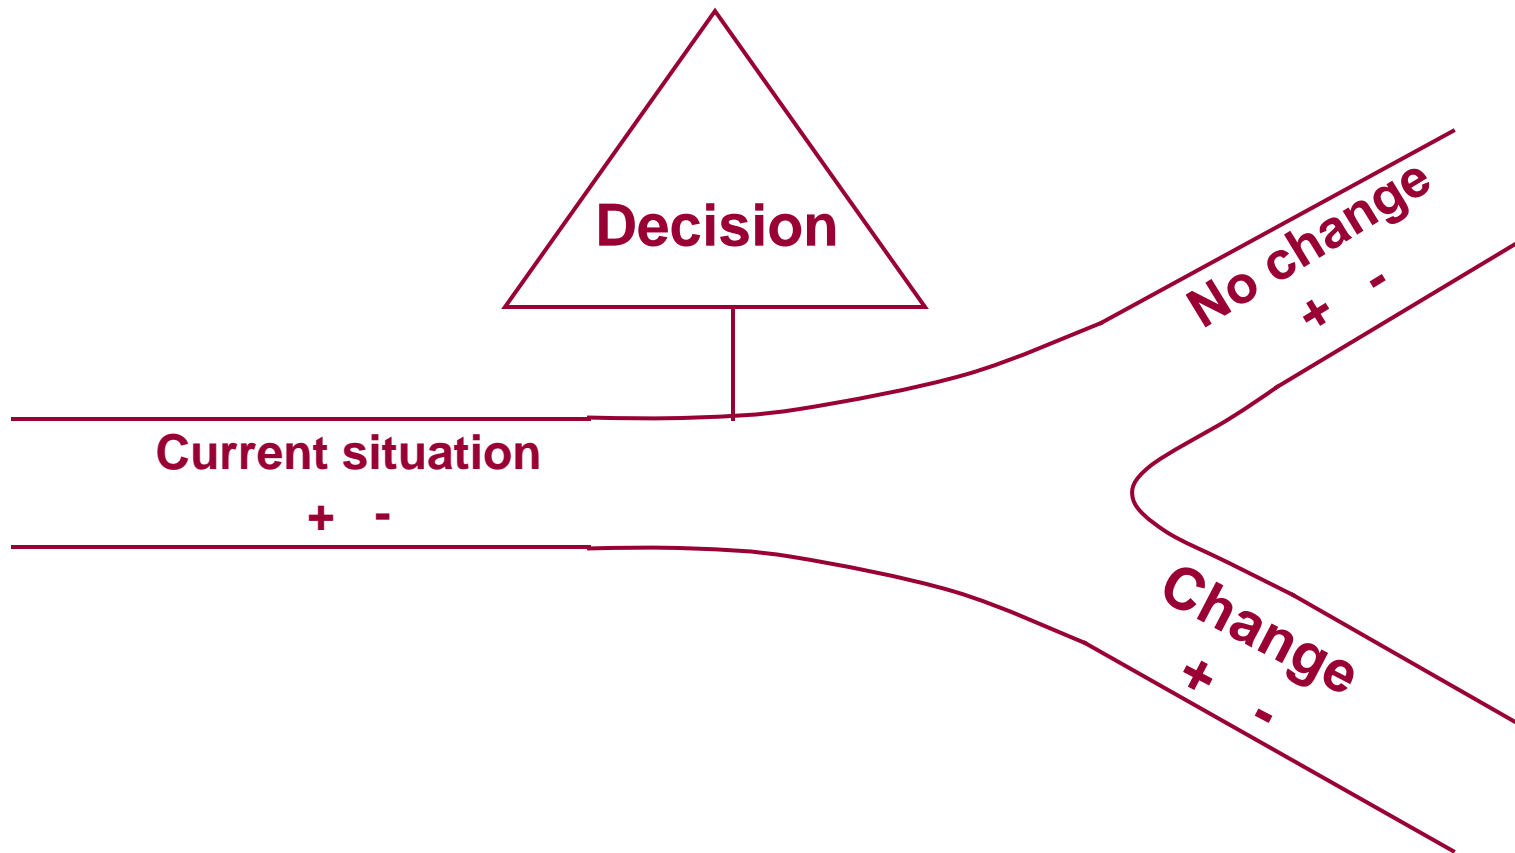 Decision
Current situation
+ -
No change
+ -
Change
+ -